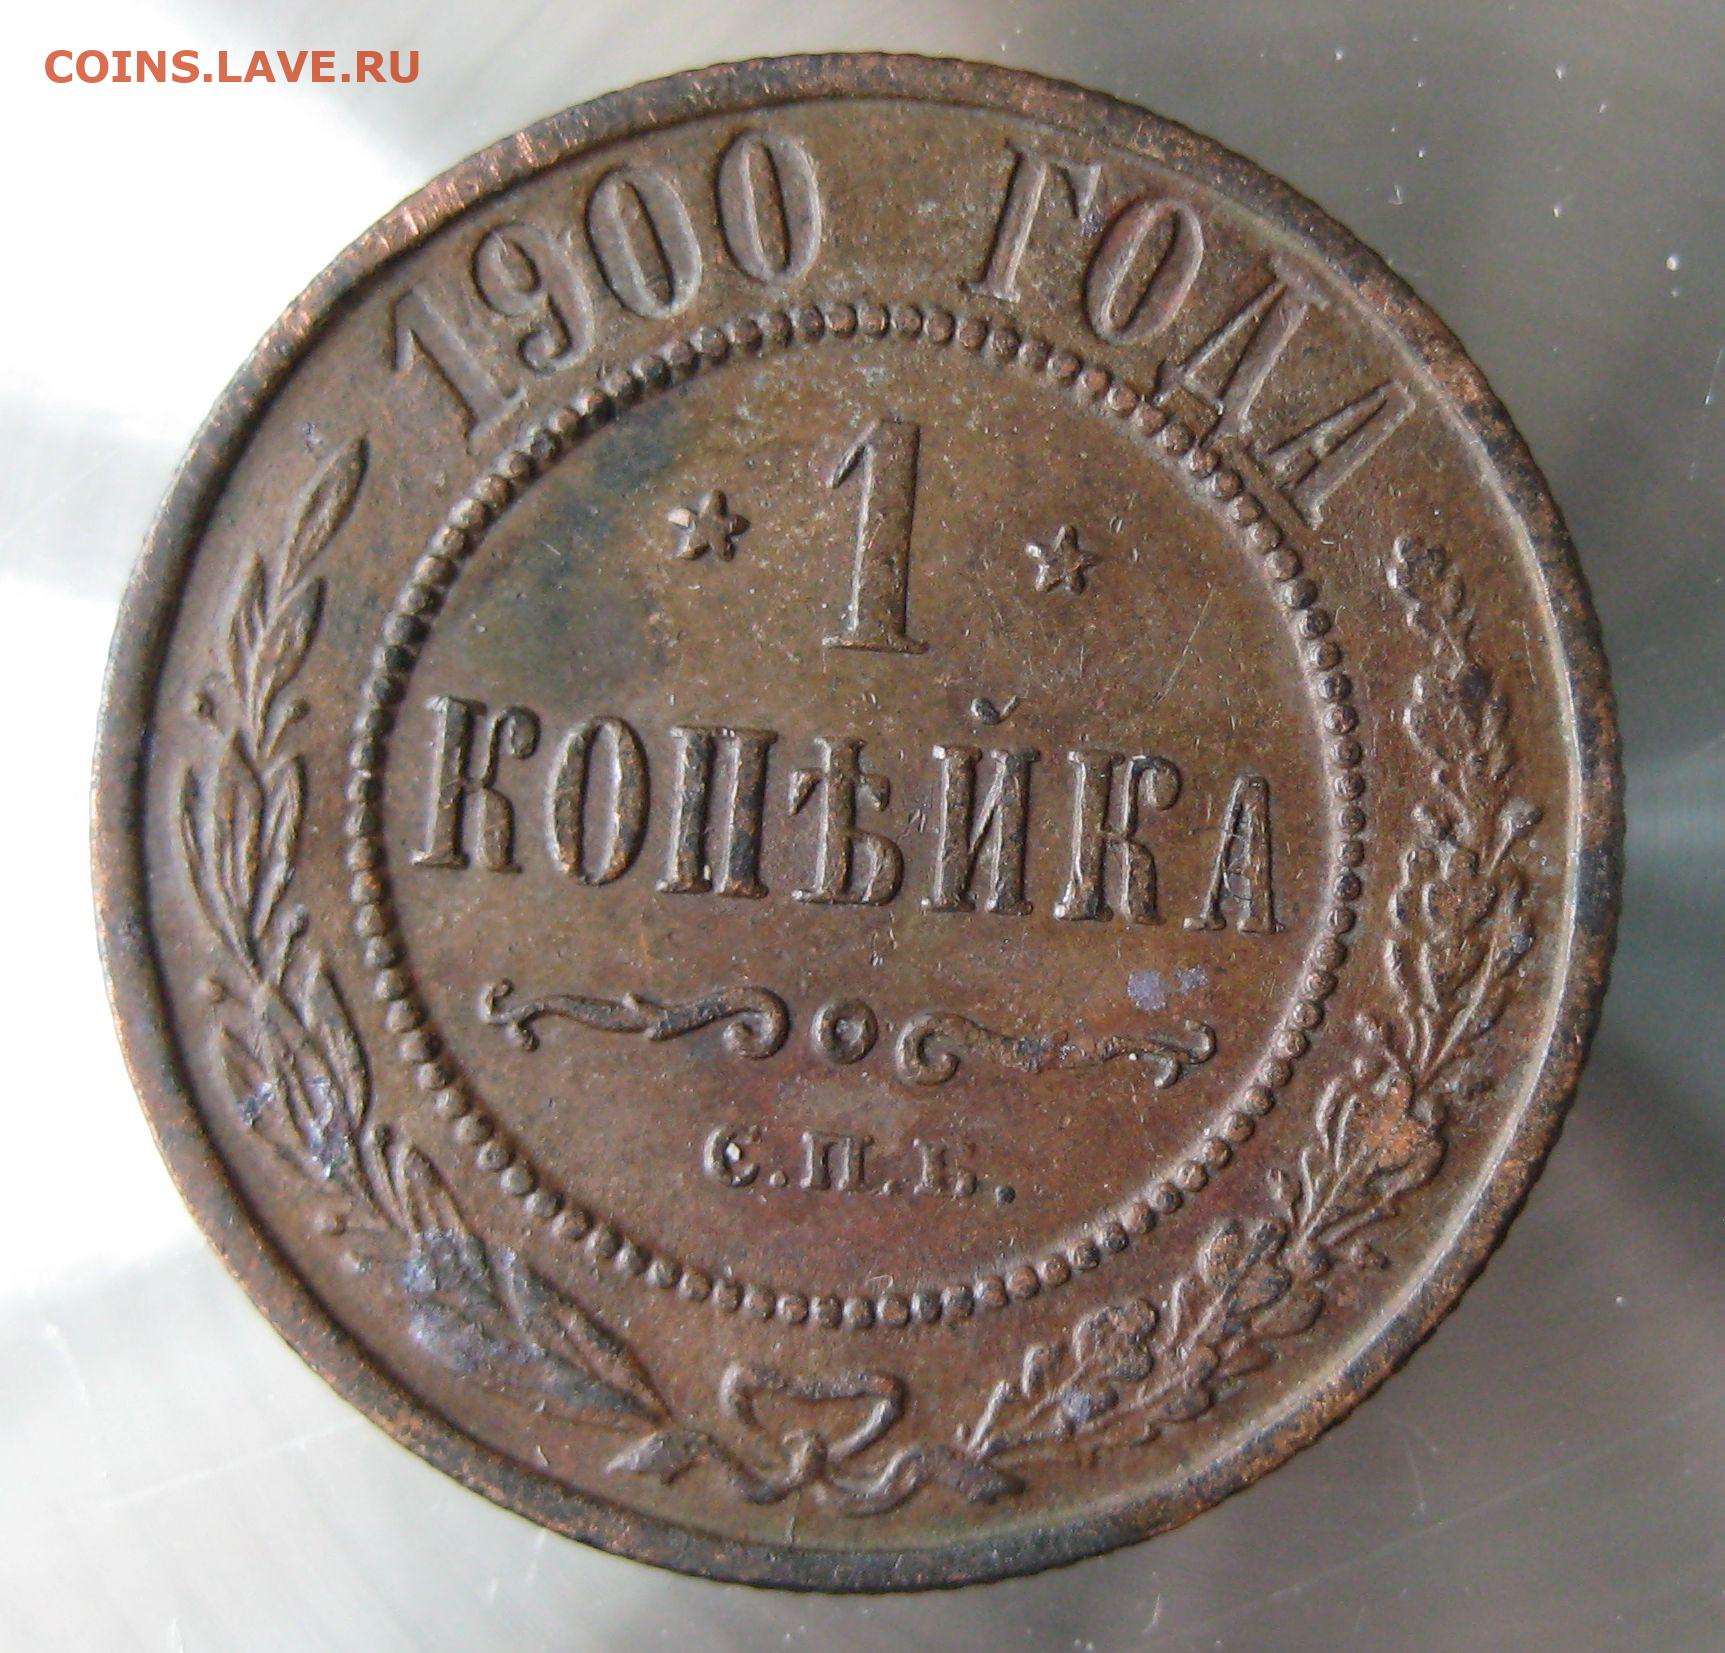 COINS.LAVE.RU
1900 ГОДА
1
КОПѢЙКА
С.П.Б.